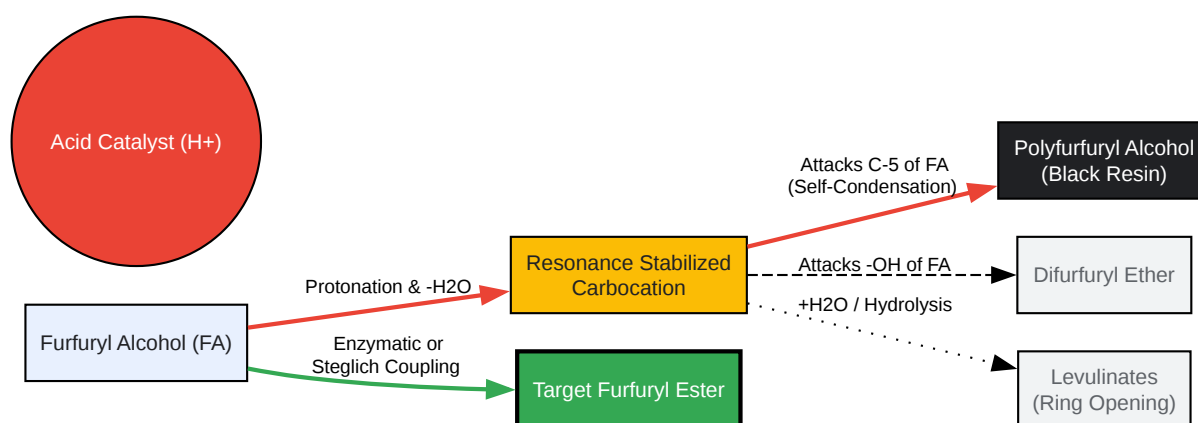 Acid Catalyst (H+)
Furfuryl Alcohol (FA)
Protonation & -H2O
Enzymatic or
Steglich Coupling
Resonance Stabilized
Carbocation
Target Furfuryl Ester
Attacks C-5 of FA
(Self-Condensation)
Attacks -OH of FA
+H2O / Hydrolysis
Polyfurfuryl Alcohol
(Black Resin)
Difurfuryl Ether
Levulinates
(Ring Opening)